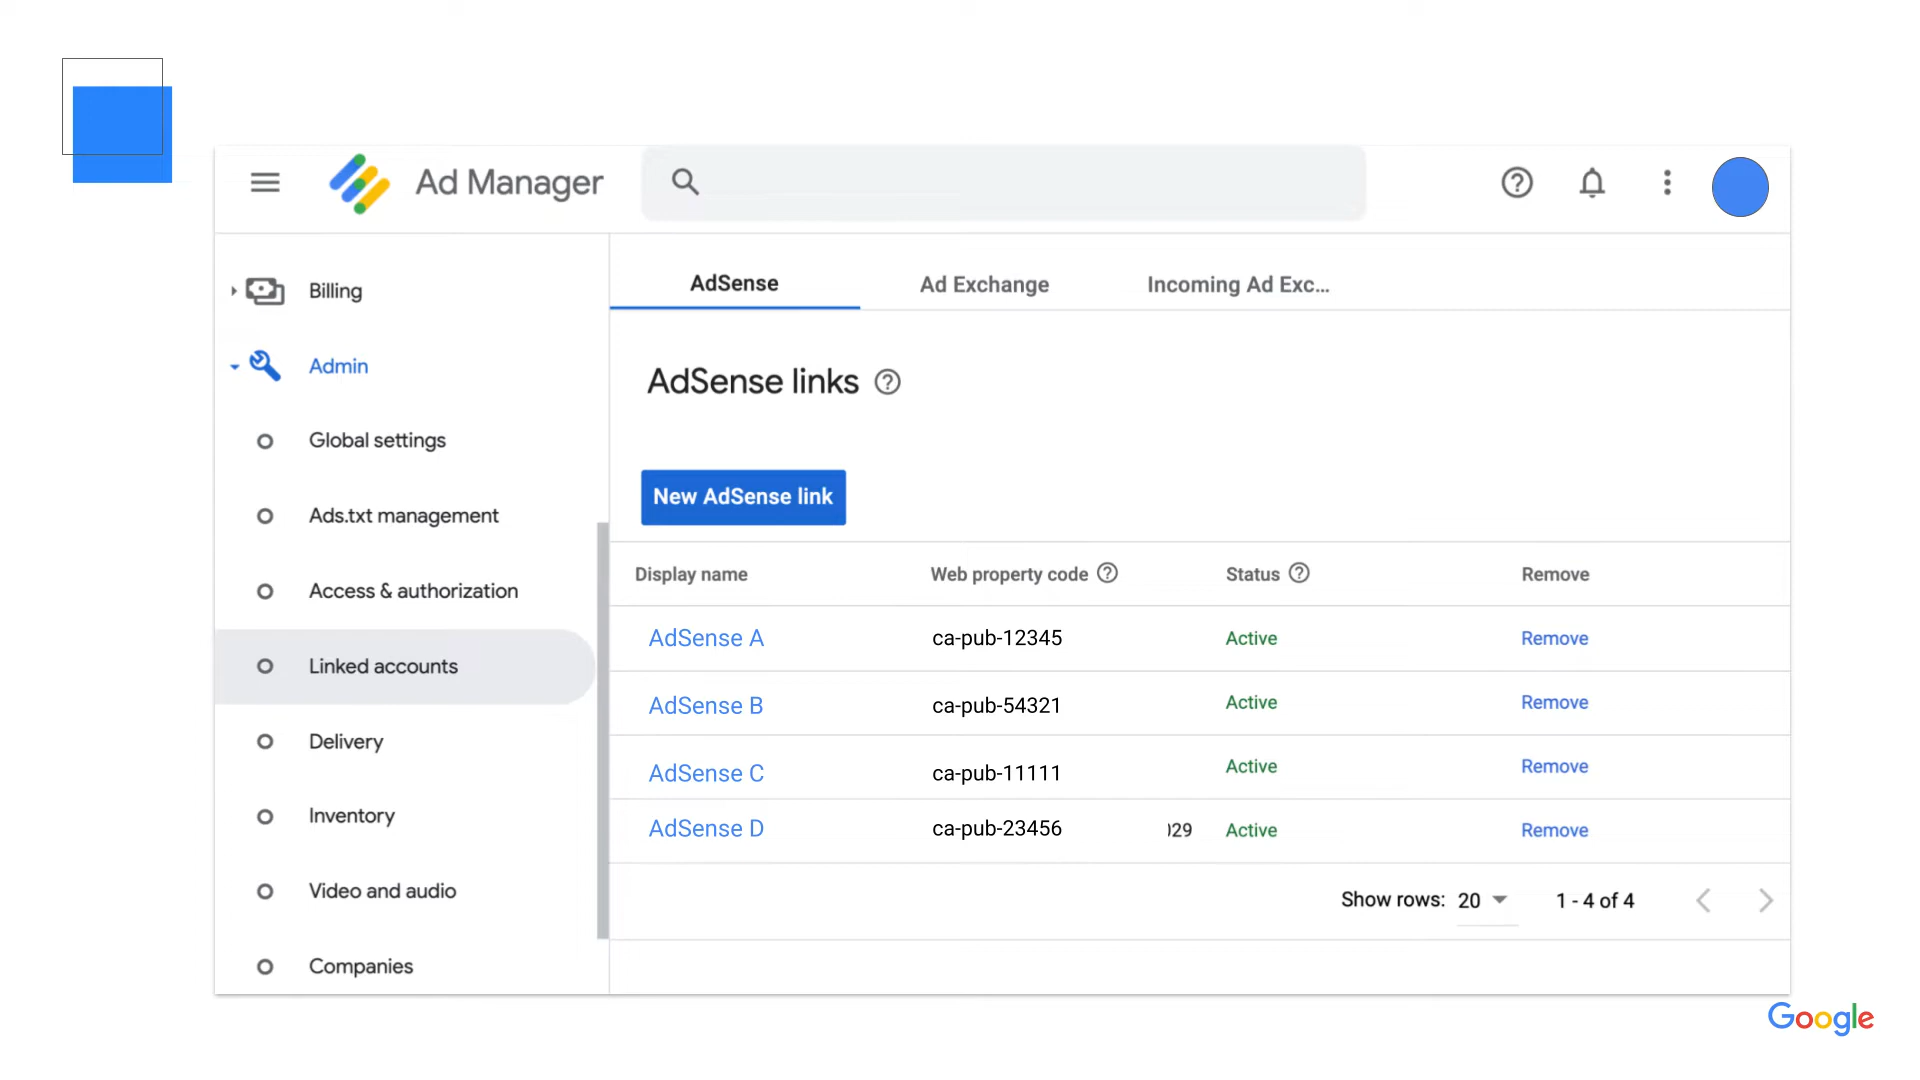 Ad Manager
Billing
Admin
Global settings
Ads.txt management
Access & authorization
Linked accounts
Delivery
Inventory
Video and audio
Companies
AdSense Ad Exchange Incoming Ad Exc...
AdSense links
New AdSense link
Display name Web property code Status Remove
AdSense A ca-pub-12345 Active Remove
AdSense B ca-pub-54321 Active Remove
AdSense C ca-pub-11111 Active Remove
AdSense D ca-pub-23456 029 Active Remove
Show rows: 20 1 - 4 of 4
Google